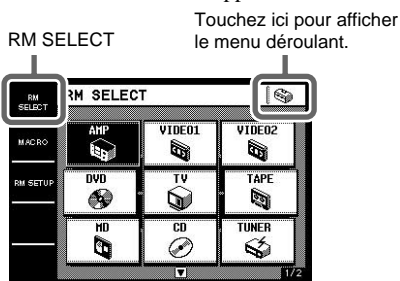 Touchez ici pour afficher
le menu déroulant.
RM SELECT
RM
SELECT
RM SELECT
MACRO
RM SETUP
AMP
VIDEO1
VIDEO2
DVD
TV
TAPE
MD
CD
TUNER
1/2